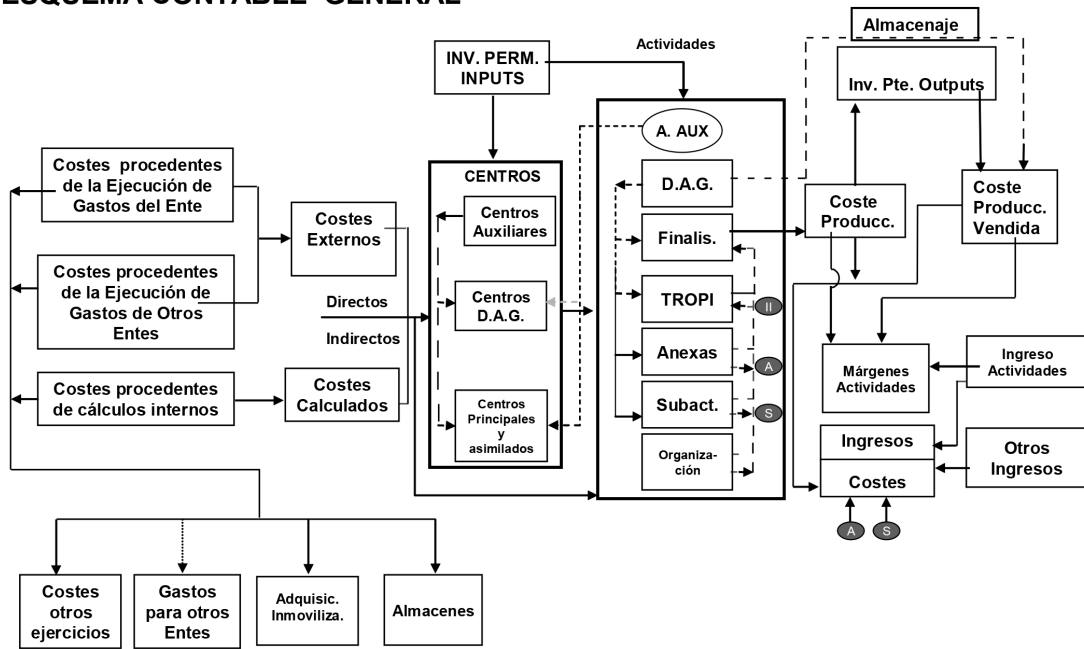 ESQUEMA CONTABLE GENERAL
Almacenaje
Actividades
INV. PERM.
INPUTS
Inv. Pte. Outputs
A. AUX
Costes procedentes
de la Ejecución de
Gastos del Ente
CENTROS
D.A.G.
Coste
Producc.
Coste
Producc.
Vendida
Costes
Externos
Centros
Auxiliares
Finalis.
Costes procedentes
de la Ejecución de
Gastos de Otros
Entes
Directos
Indirectos
Centros
D.A.G.
TROPI
II
Anexas
A
Márgenes
Actividades
Ingreso
Actividades
Costes procedentes
de cálculos internos
Costes
Calculados
Centros
Principales
y
asimilados
Subact.
S
Organiza-
ción
Ingresos
Costes
Otros
Ingresos
A
S
Costes
otros
ejercicios
Gastos
para otros
Entes
Adquisic.
Inmoviliza.
Almacenes